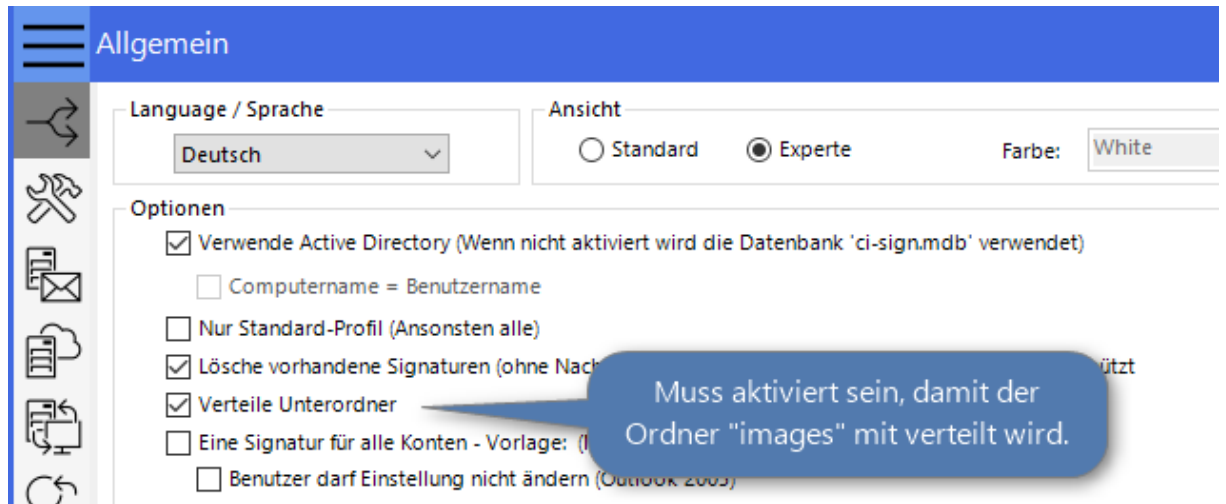 Allgemein
Language / Sprache
Ansicht
Deutsch
Standard
Experte
Farbe:
White
Optionen
Verwende Active Directory (Wenn nicht aktiviert wird die Datenbank 'ci-sign.mdb' verwendet)
Computername = Benutzername
Nur Standard-Profil (Ansonsten alle)
Lösche vorhandene Signaturen (ohne
Verteile Unterordner
Muss aktiviert sein, damit der
Ordner "images" mit verteilt wird.
Eine Signatur für alle Konten - Vorlage:
Benutzer darf Einstellung nicht ändern (Outlook 2003)